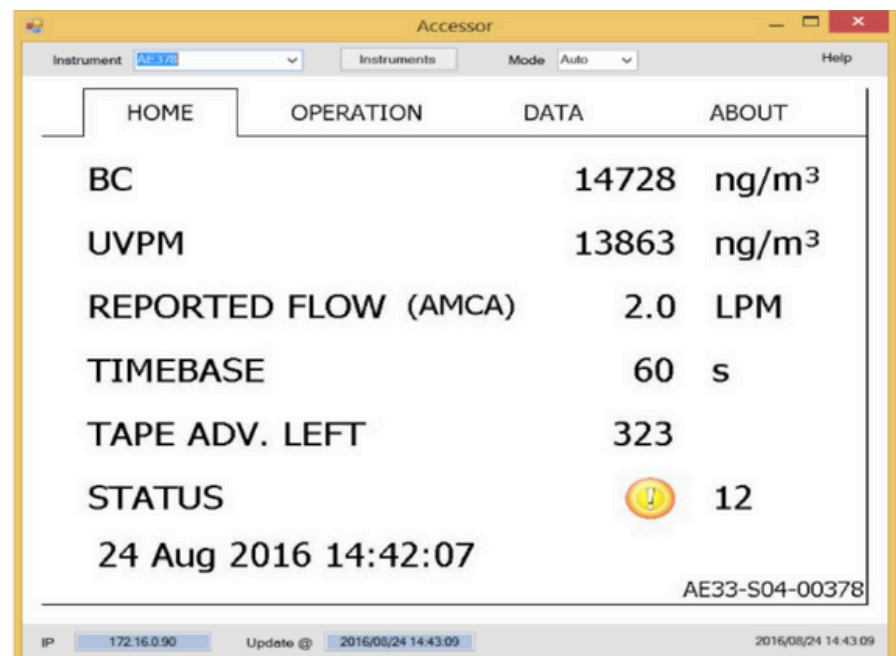 Accessor
Instrument AE378 Instruments Mode Auto Help
HOME OPERATION DATA ABOUT
BC 14728 ng/m³
UVPM 13863 ng/m³
REPORTED FLOW (AMCA) 2.0 LPM
TIMEBASE 60 s
TAPE ADV. LEFT 323
STATUS ! 12
24 Aug 2016 14:42:07
AE33-S04-00378
IP 172.16.0.90 Update @ 2016/08/24 14:43:09 2016/08/24 14:43:09